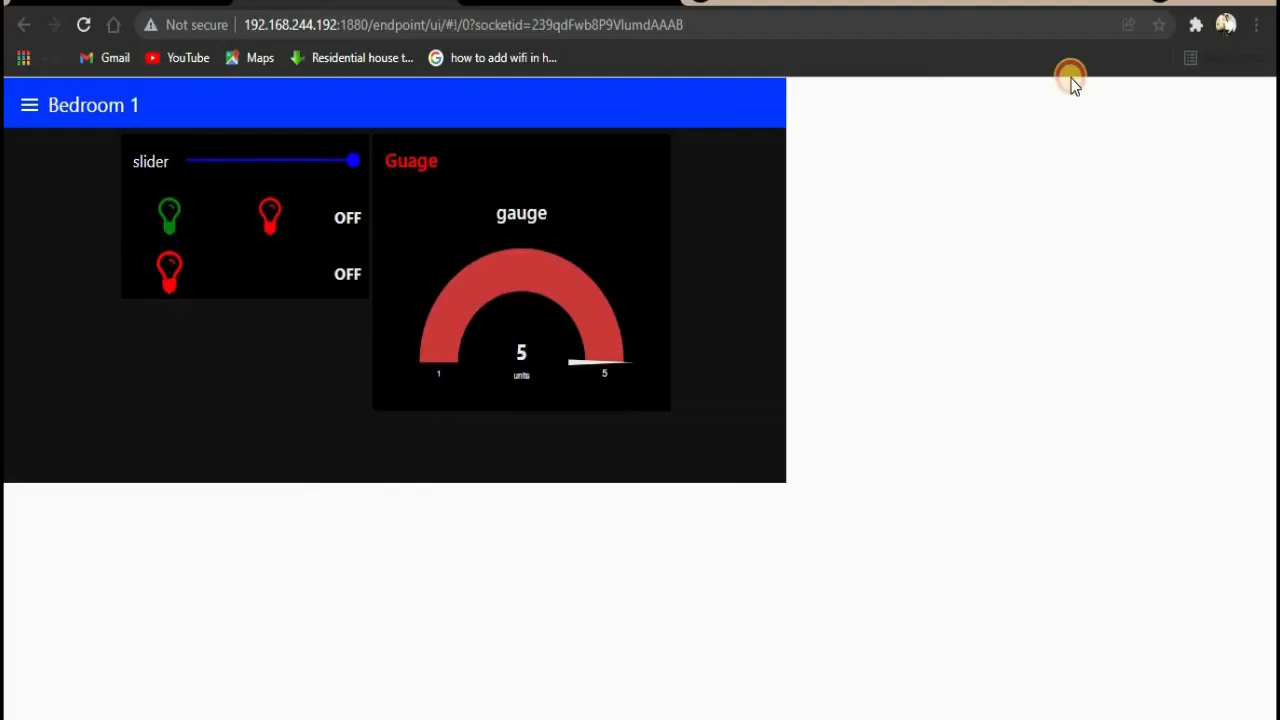 Not secure
192.168.244.192:1880/endpoint/ui/#!/0?socketid=239qdFwb8P9VlumdAAAB
Gmail
YouTube
Maps
Residential house t...
how to add wifi in h...
Bedroom 1
slider
OFF
OFF
Guage
gauge
5
units
1
5